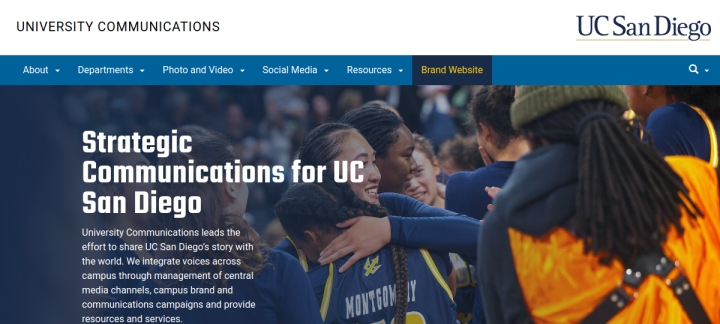 UNIVERSITY COMMUNICATIONS
UC San Diego
About
Departments
Photo and Video
Social Media
Resources
Brand Website
Strategic
Communications for UC
San Diego
University Communications leads the
effort to share UC San Diego's story with
the world. We integrate voices across
campus through management of central
media channels, campus brand and
communications campaigns and provide
resources and services.